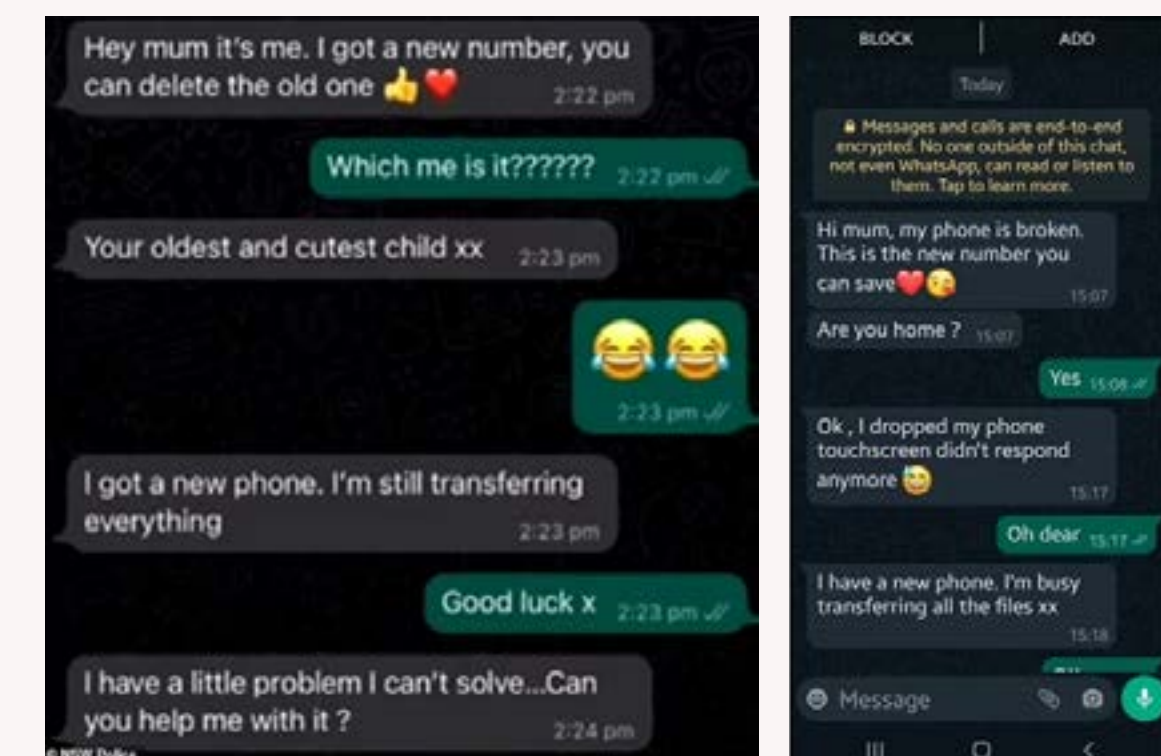 Hey mum it's me. I got a new number, you
can delete the old one 👍❤️
2:22 pm
Which me is it?????? 2:22 pm
Your oldest and cutest child xx 2:23 pm
😂😂
2:23 pm
I got a new phone. I'm still transferring
everything 2:23 pm
Good luck x 2:23 pm
I have a little problem I can't solve...Can
you help me with it ? 2:24 pm
© NSW Police
BLOCK ADD
Today
🔒 Messages and calls are end-to-end
encrypted. No one outside of this chat,
not even WhatsApp, can read or listen to
them. Tap to learn more.
Hi mum, my phone is broken.
This is the new number you
can save❤️😘 15:07
Are you home ? 15:07
Yes 15:08
Ok , I dropped my phone
touchscreen didn't respond
anymore 😅 15:17
Oh dear 15:17
I have a new phone. I'm busy
transferring all the files xx
15:18
Message